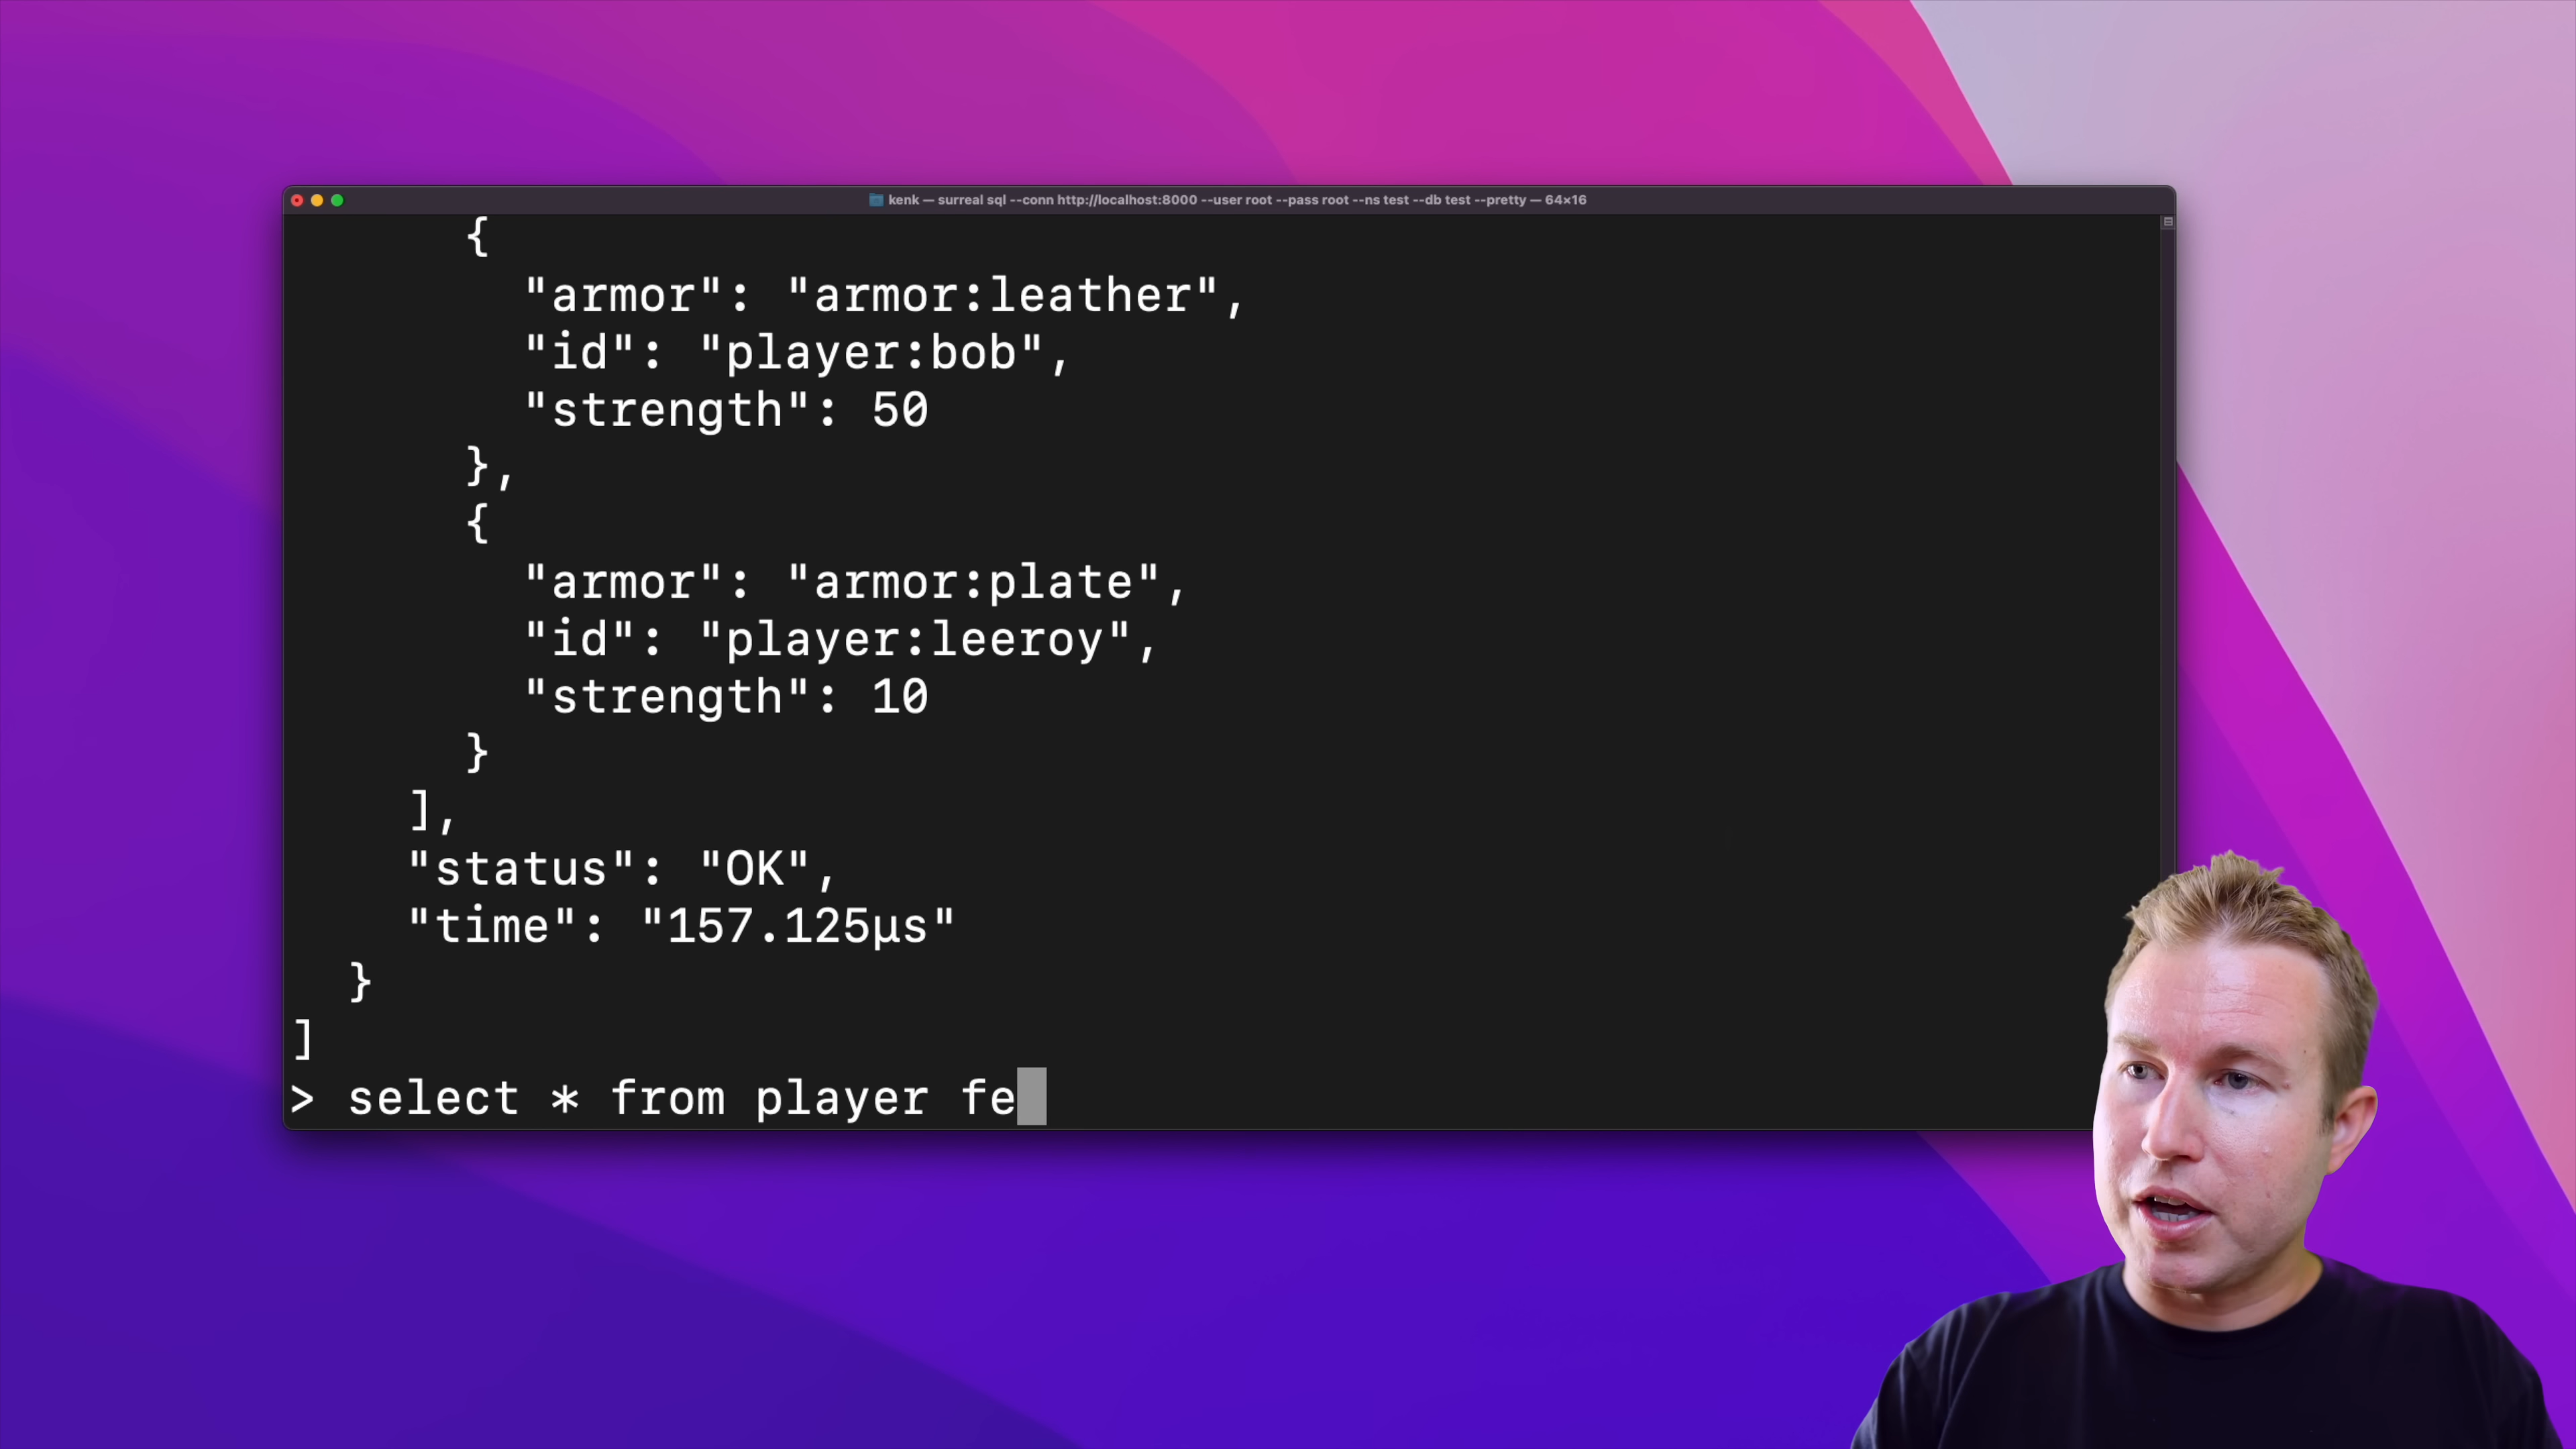 kenk — surreal sql --conn http://localhost:8000 --user root --pass root --ns test --db test --pretty — 64×16
{
"armor": "armor:leather",
"id": "player:bob",
"strength": 50
},
{
"armor": "armor:plate",
"id": "player:leeroy",
"strength": 10
}
],
"status": "OK",
"time": "157.125µs"
}
]
> select * from player fe